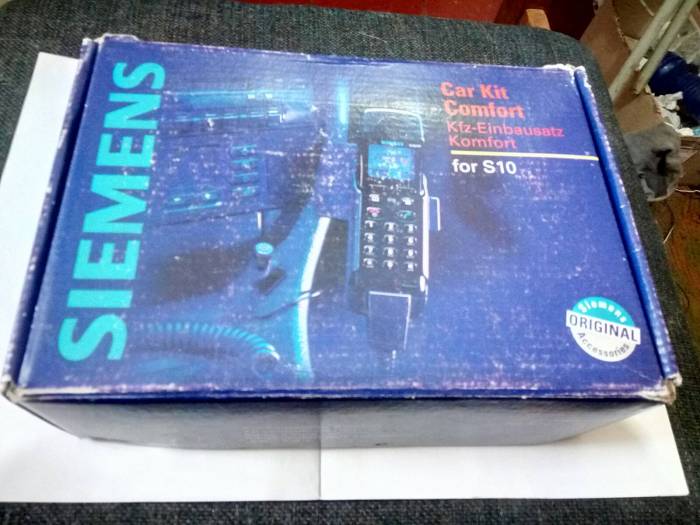 SIEMENS
Car Kit
Comfort
Kfz-Einbausatz
Komfort
for S10
Siemens
ORIGINAL
Accessories